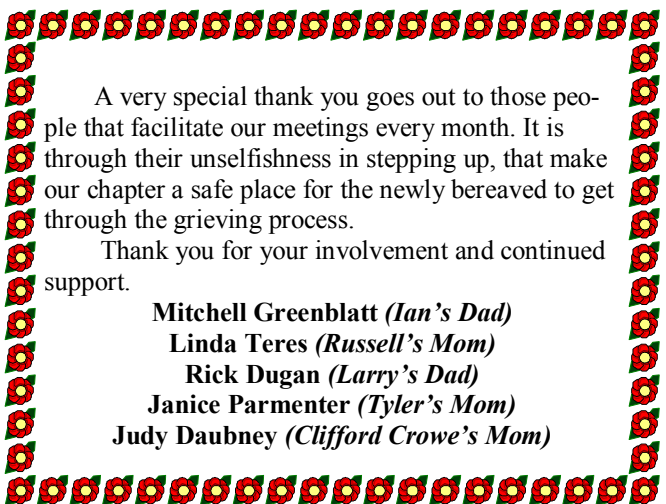 A very special thank you goes out to those peo-
ple that facilitate our meetings every month. It is
through their unselfishness in stepping up, that make
our chapter a safe place for the newly bereaved to get
through the grieving process.
Thank you for your involvement and continued
support.
Mitchell Greenblatt (Ian’s Dad)
Linda Teres (Russell’s Mom)
Rick Dugan (Larry’s Dad)
Janice Parmenter (Tyler’s Mom)
Judy Daubney (Clifford Crowe’s Mom)